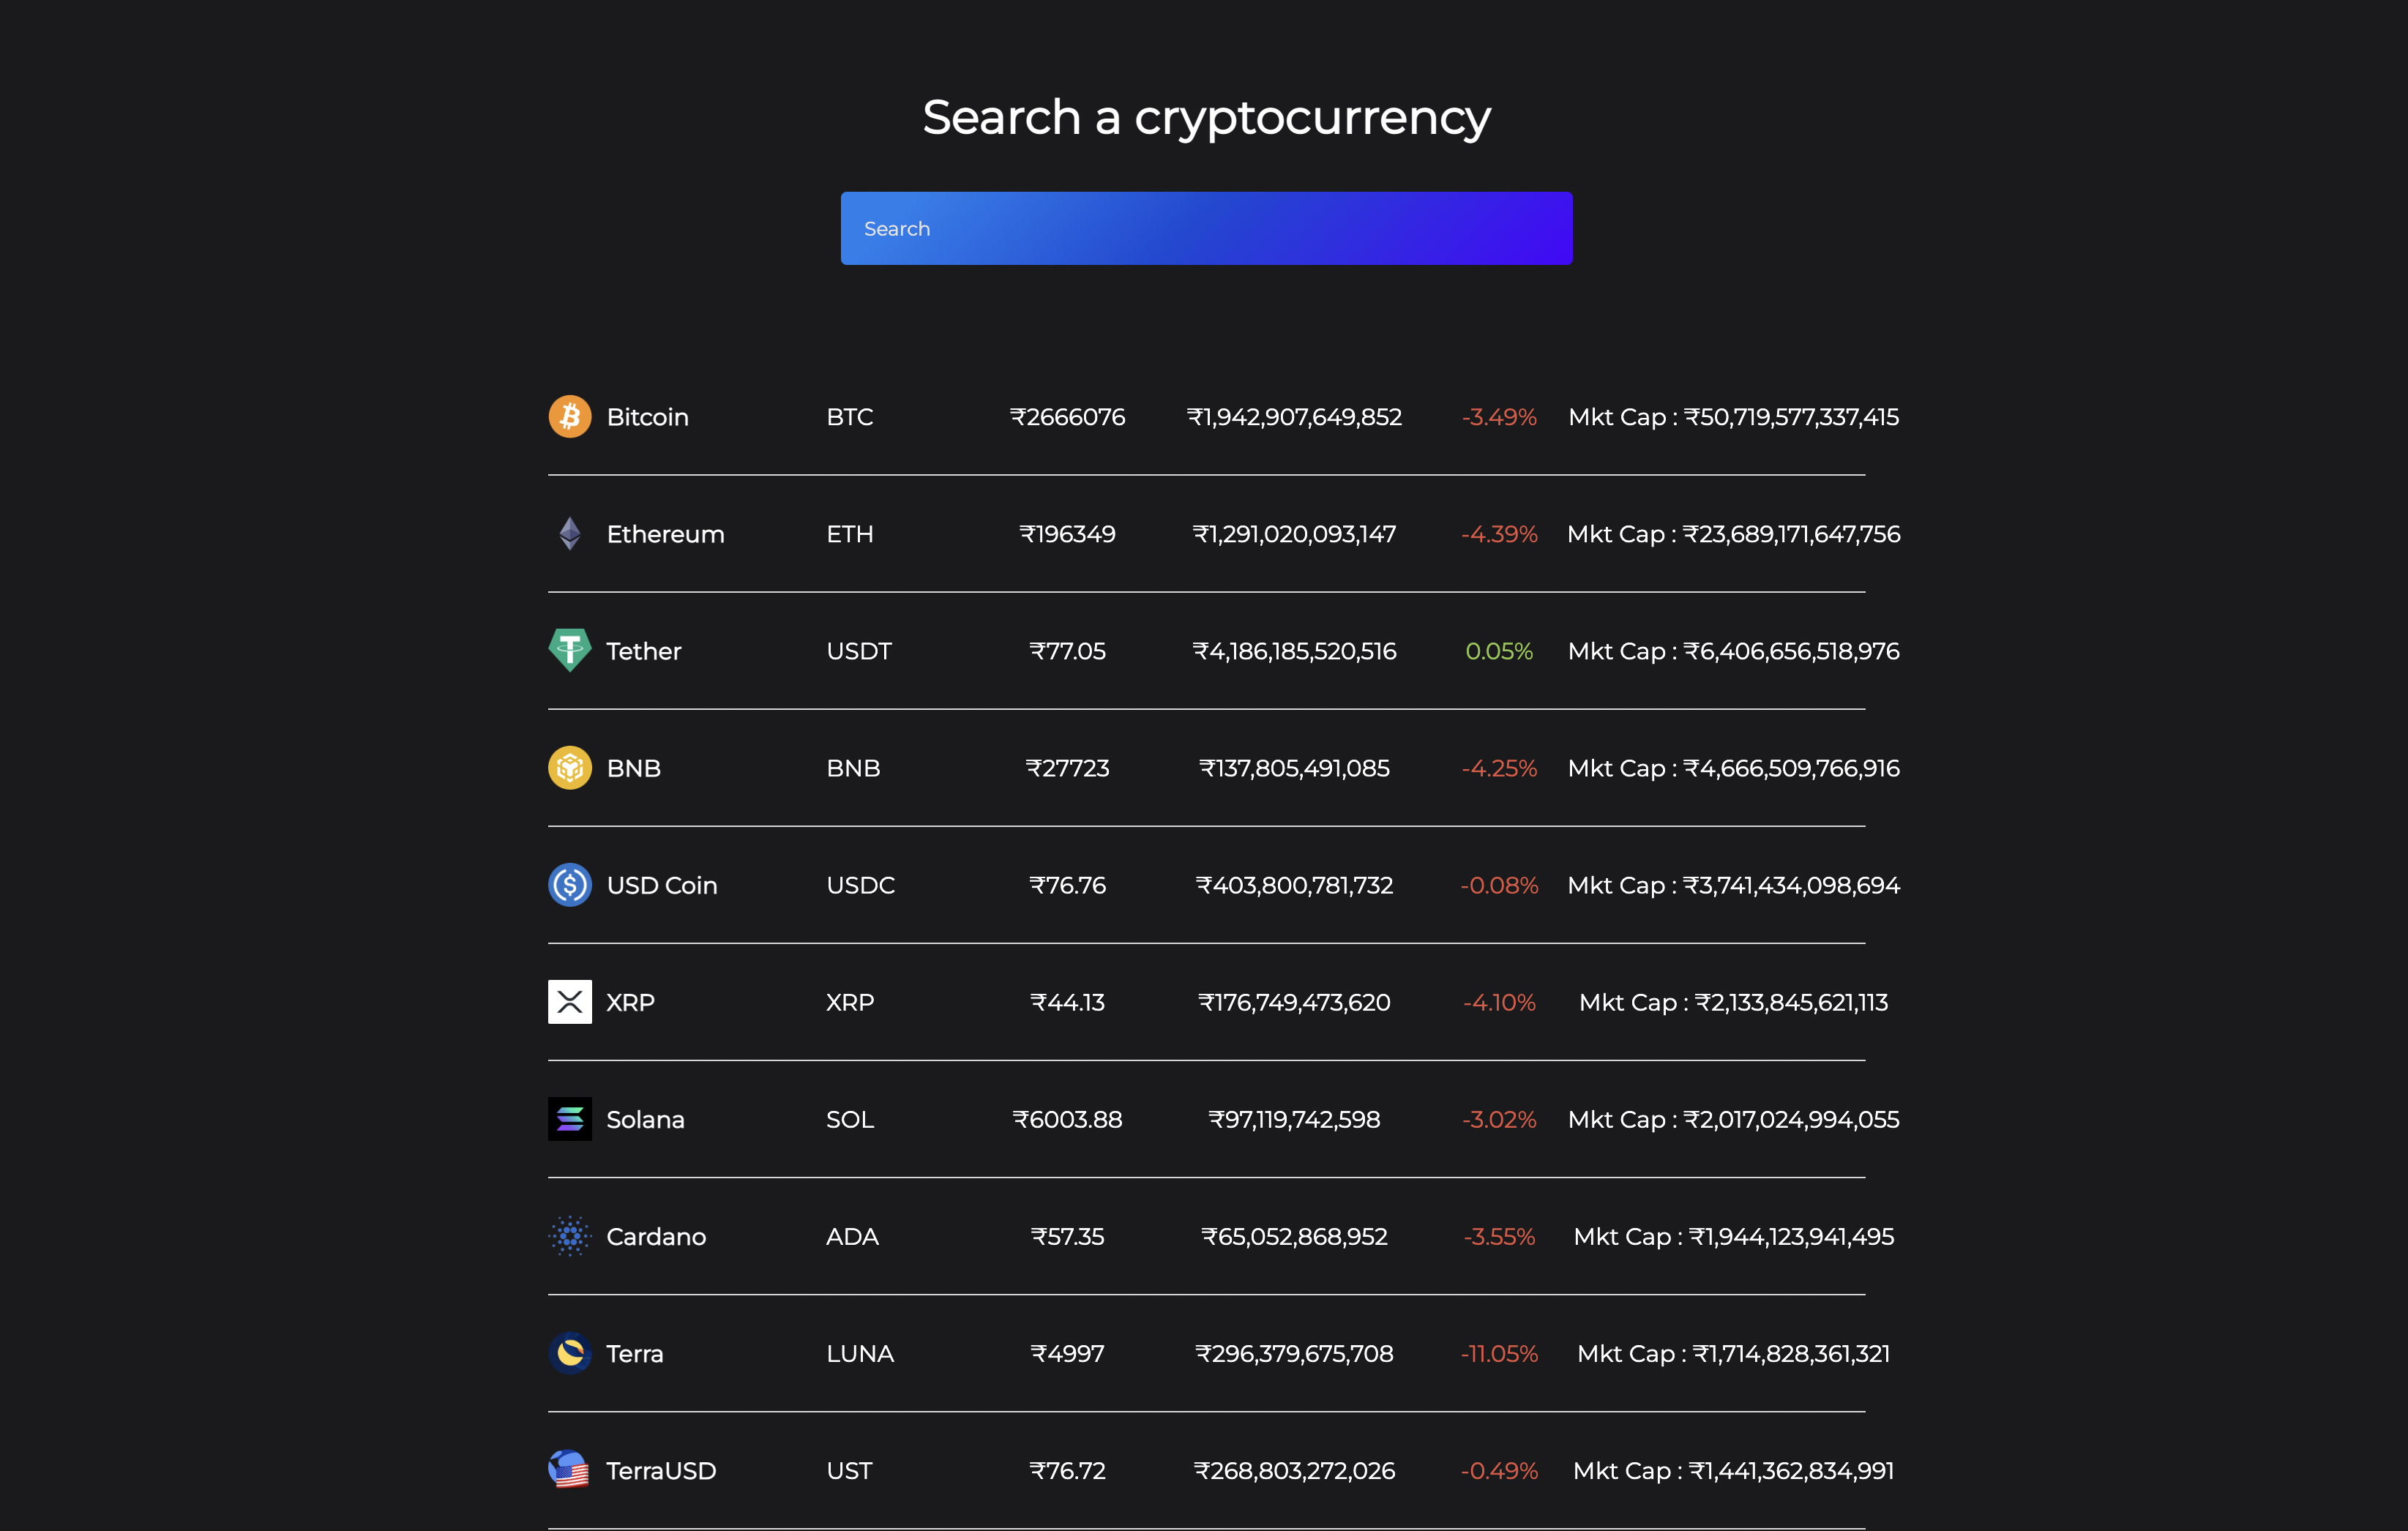 Search a cryptocurrency
Search
Bitcoin BTC ₹2666076 ₹1,942,907,649,852 -3.49% Mkt Cap : ₹50,719,577,337,415
Ethereum ETH ₹196349 ₹1,291,020,093,147 -4.39% Mkt Cap : ₹23,689,171,647,756
Tether USDT ₹77.05 ₹4,186,185,520,516 0.05% Mkt Cap : ₹6,406,656,518,976
BNB BNB ₹27723 ₹137,805,491,085 -4.25% Mkt Cap : ₹4,666,509,766,916
USD Coin USDC ₹76.76 ₹403,800,781,732 -0.08% Mkt Cap : ₹3,741,434,098,694
XRP XRP ₹44.13 ₹176,749,473,620 -4.10% Mkt Cap : ₹2,133,845,621,113
Solana SOL ₹6003.88 ₹97,119,742,598 -3.02% Mkt Cap : ₹2,017,024,994,055
Cardano ADA ₹57.35 ₹65,052,868,952 -3.55% Mkt Cap : ₹1,944,123,941,495
Terra LUNA ₹4997 ₹296,379,675,708 -11.05% Mkt Cap : ₹1,714,828,361,321
TerraUSD UST ₹76.72 ₹268,803,272,026 -0.49% Mkt Cap : ₹1,441,362,834,991